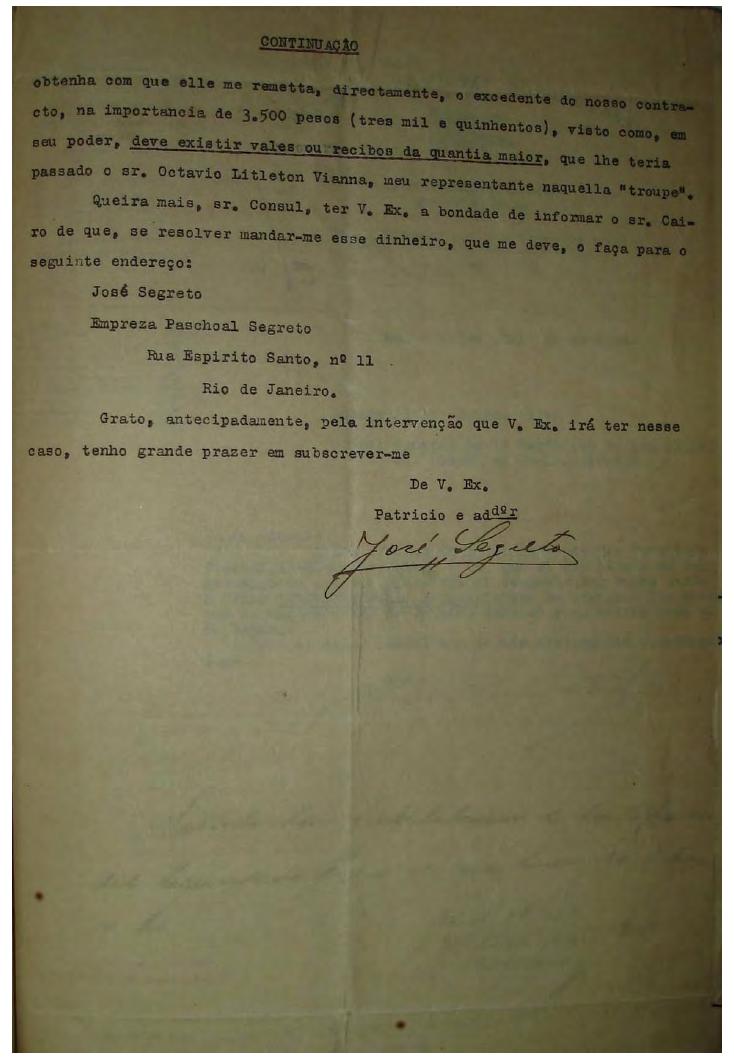 CONTINUAÇÃO
obtenha com que elle me remetta, directamente, o excedente do nosso contra-
cto, na importancia de 3.500 pesos (tres mil e quinhentos), visto como, em
seu poder, deve existir vales ou recibos da quantia maior, que lhe teria
passado o sr. Octavio Litleton Vianna, meu representante naquella "troupe".
Queira mais, sr. Consul, ter V. Ex. a bondade de informar o sr. Cai-
ro de que, se resolver mandar-me esse dinheiro, que me deve, o faça para o
seguinte endereço:
José Segreto
Empreza Paschoal Segreto
Rua Espirito Santo, nº 11
Rio de Janeiro.
Grato, antecipadamente, pela intervenção que V. Ex. irá ter nesse
caso, tenho grande prazer em subscrever-me
De V. Ex.
Patricio e addºr
José Segreto